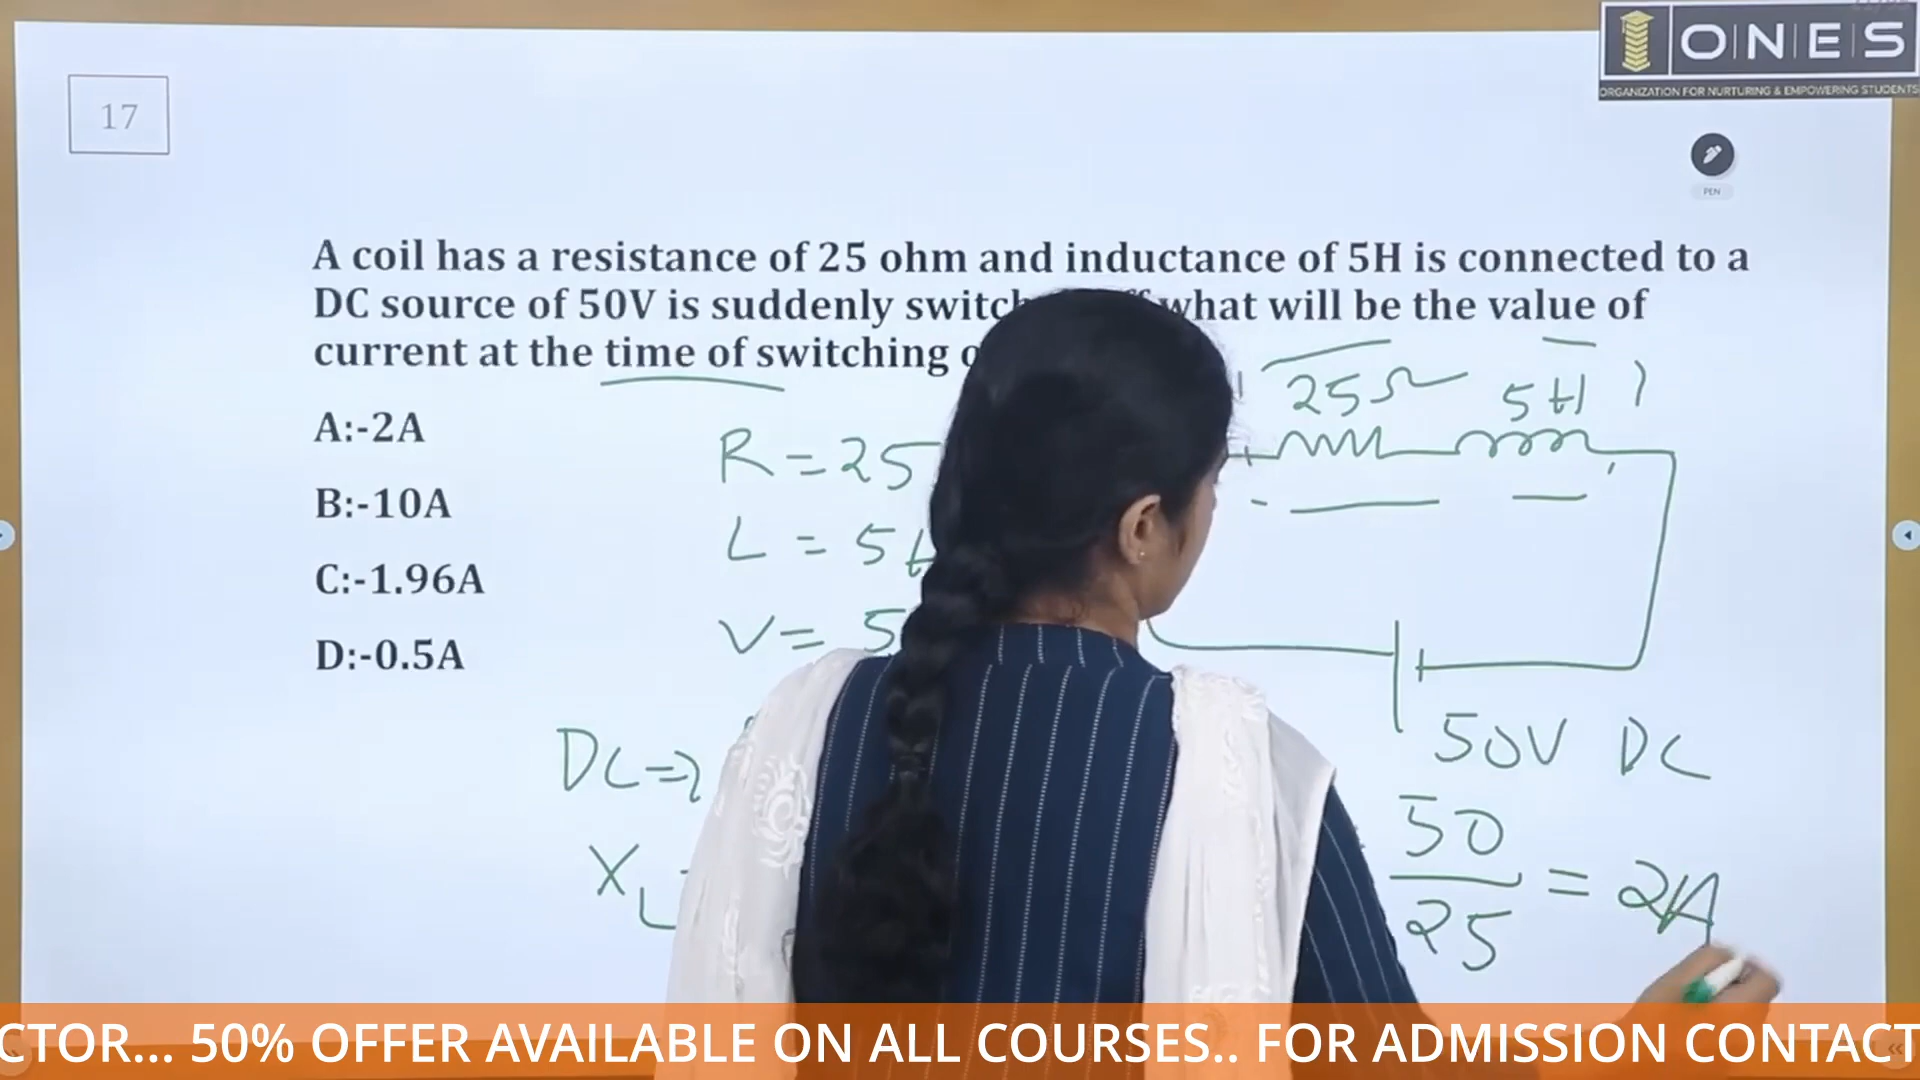 ONES
ORGANIZATION FOR NURTURING & EMPOWERING STUDENTS
17
PEN
A coil has a resistance of 25 ohm and inductance of 5H is connected to a
DC source of 50V is suddenly what will be the value of
current at the time of switching
A:-2A
B:-10A
C:-1.96A
D:-0.5A
R = 25
L = 5H
V = 5
25Ω 5H
50V DC
DC ⇒
X L
50
25
= 2A
CTOR... 50% OFFER AVAILABLE ON ALL COURSES.. FOR ADMISSION CONTACT